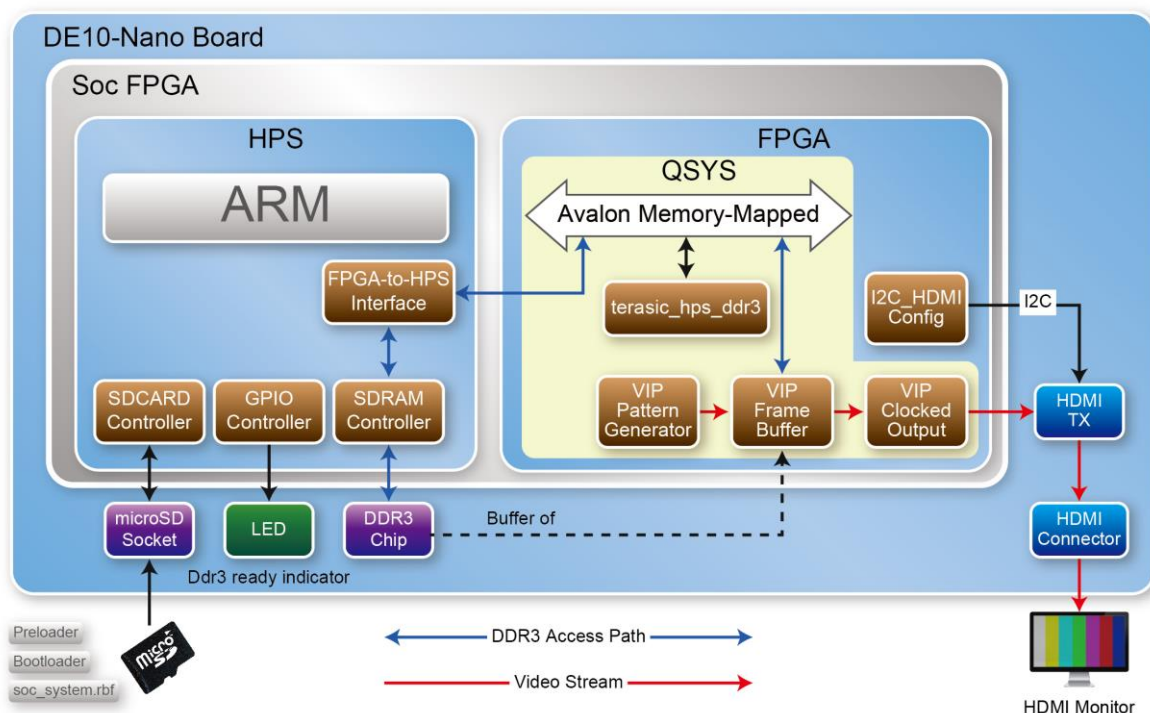 DE10-Nano Board
Soc FPGA
HPS
FPGA
ARM
QSYS
Avalon Memory-Mapped
FPGA-to-HPS
Interface
terasic_hps_ddr3
I2C_HDMI
Config
I2C
SDCARD
Controller
GPIO
Controller
SDRAM
Controller
VIP
Pattern
Generator
VIP
Frame
Buffer
VIP
Clocked
Output
HDMI
TX
microSD
Socket
LED
DDR3
Chip
Buffer of
HDMI
Connector
Ddr3 ready indicator
Preloader
Bootloader
soc_system.rbf
Micro
SD
DDR3 Access Path
Video Stream
HDMI Monitor